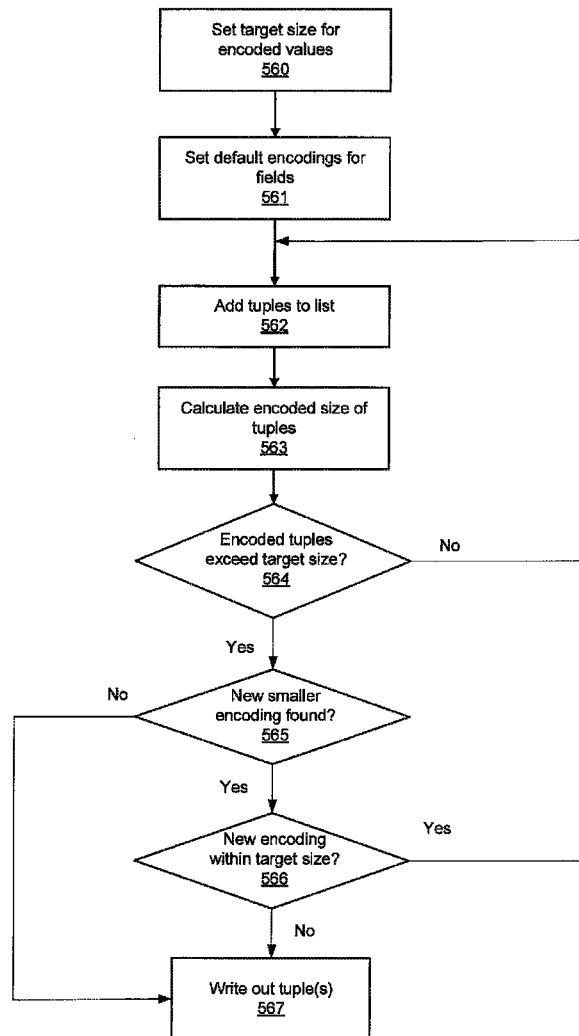 Set target size for
encoded values
560
Set default encodings for
fields
561
Add tuples to list
562
Calculate encoded size of
tuples
563
Encoded tuples
exceed target size?
564
No
Yes
No
New smaller
encoding found?
565
Yes
New encoding
within target size?
566
Yes
No
Write out tuple(s)
567